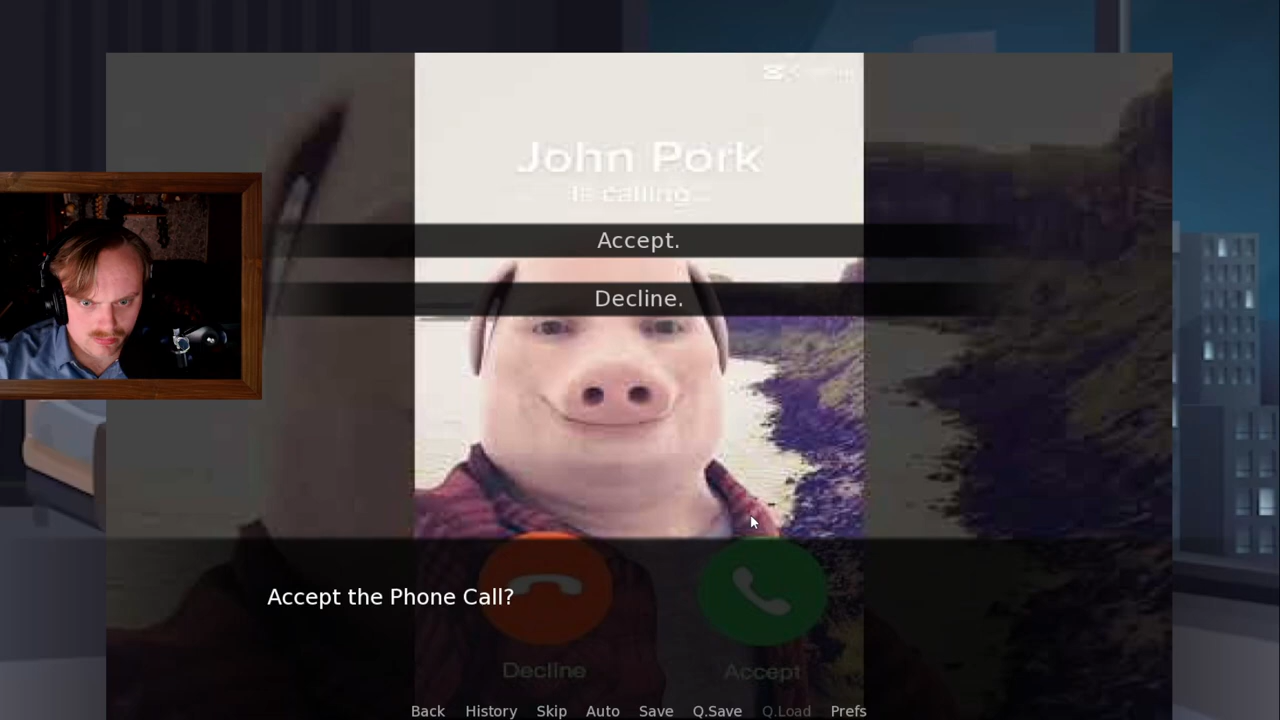 John Pork
Is calling...
Accept.
Decline.
Accept the Phone Call?
Decline Accept
Back History Skip Auto Save Q.Save Q.Load Prefs